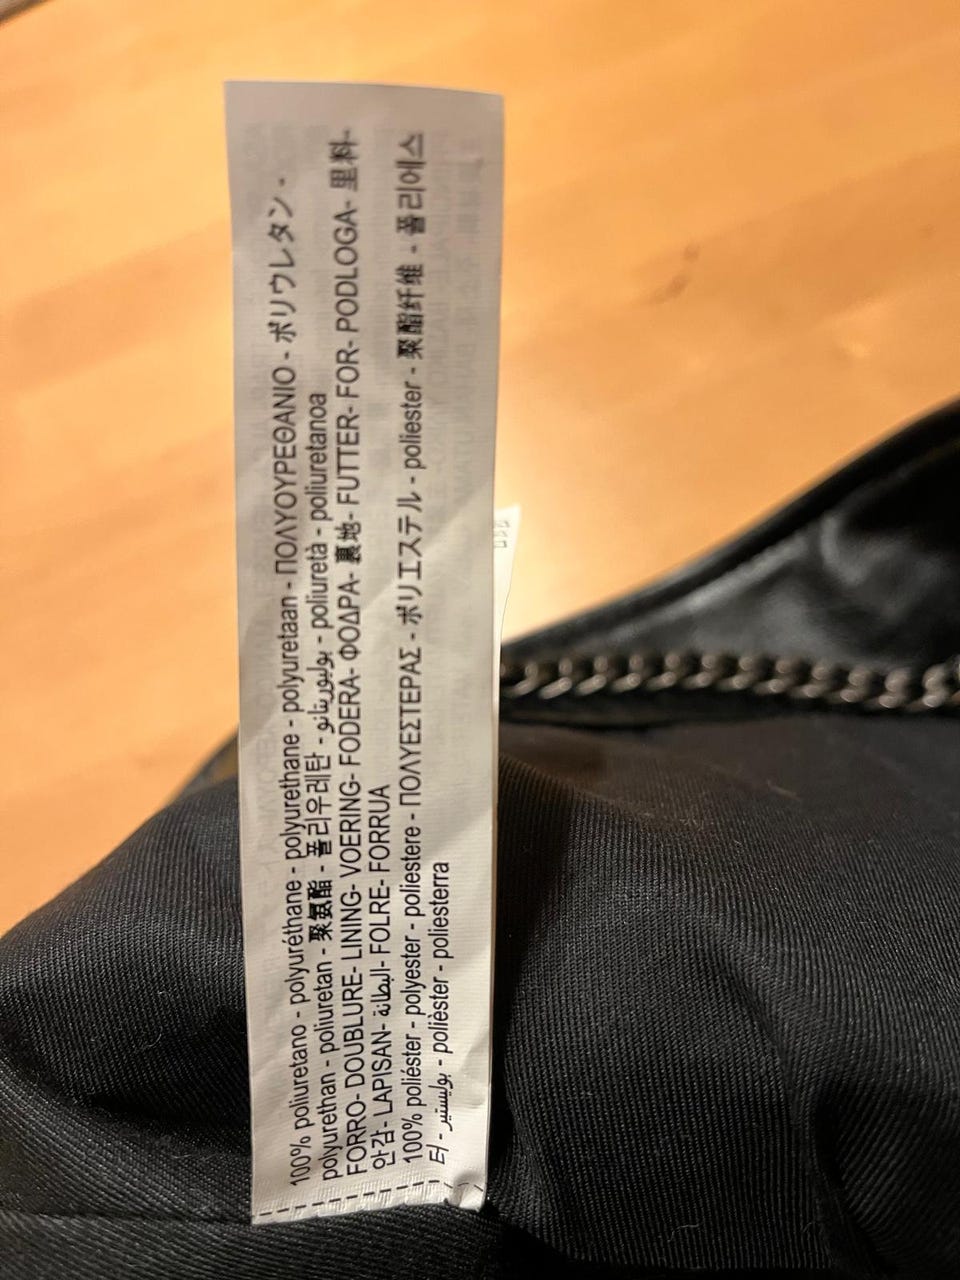 100% poliuretano - polyuréthane - polyurethane - polyuretaan - ΠΟΛΥΟΥΡΕΘΑΝΙΟ - ポリウレタン -
polyurethan - poliuretan - 聚氨酯 - 폴리우레탄 - بوليوريتانو - poliuretà - poliuretanoa
FORRO- DOUBLURE- LINING- VOERING- FODERA- ΦΟΔΡΑ- 裏地- FUTTER- FOR- PODLOGA- 里料-
안감- LAPISAN- البطانة- FOLRE- FORRUA
100% poliéster - polyester - poliestere - ΠΟΛΥΕΣΤΕΡΑΣ - ポリエステル - poliester - 聚酯纤维 - 폴리에스
터 - بوليستير - polièster - poliesterra